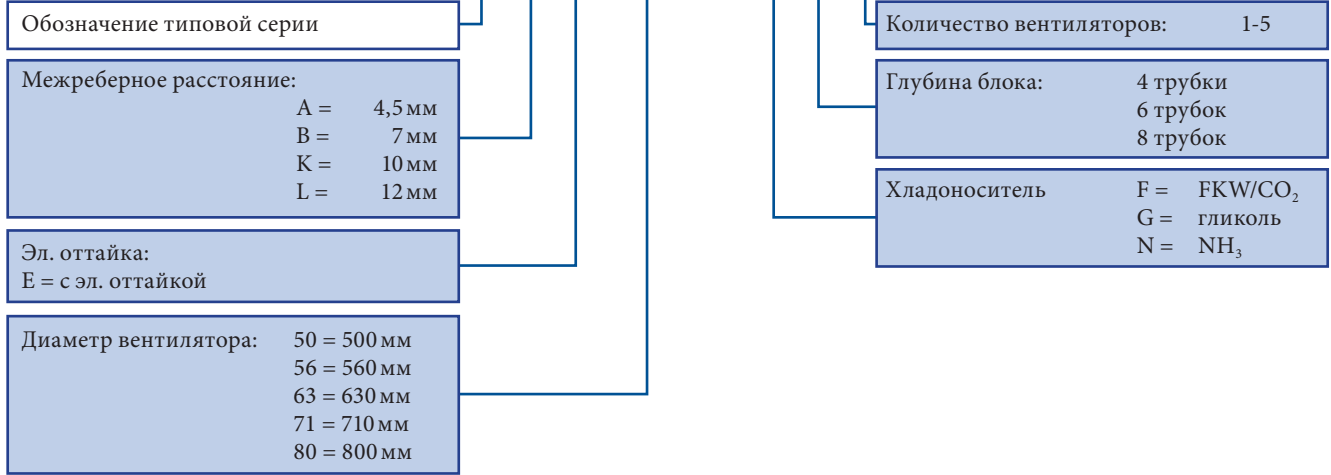 Обозначение типовой серии
Межреберное расстояние:
A = 4,5 мм
B = 7 мм
K = 10 мм
L = 12 мм
Эл. оттайка:
E = с эл. оттайкой
Диаметр вентилятора: 50 = 500 мм
56 = 560 мм
63 = 630 мм
71 = 710 мм
80 = 800 мм
Количество вентиляторов: 1-5
Глубина блока: 4 трубки
6 трубок
8 трубок
Хладоноситель F = FKW/CO₂
G = гликоль
N = NH₃